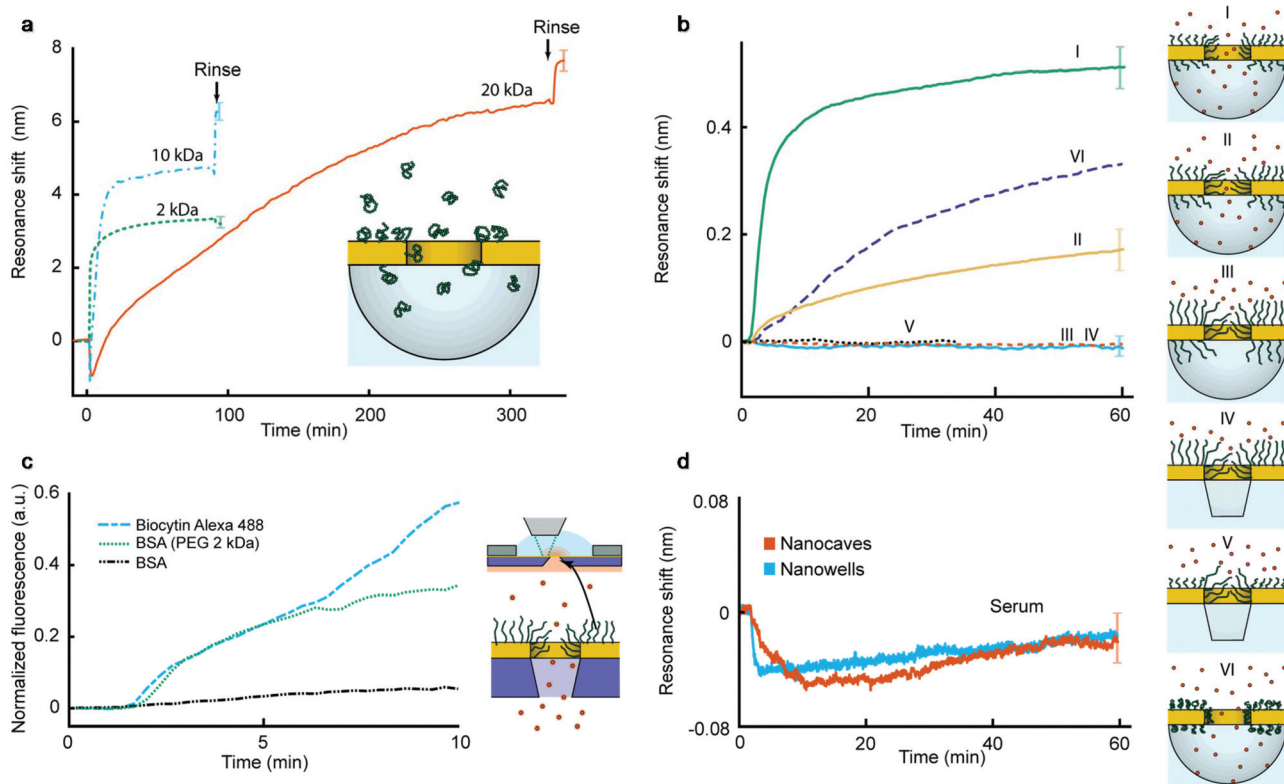 a
Resonance shift (nm)
8
6
4
2
0
Rinse
10 kDa
2 kDa
20 kDa
Rinse
0
100
200
300
Time (min)
b
Resonance shift (nm)
0.4
0.2
0
I
VI
II
V
III IV
0
20
40
60
Time (min)
I
II
III
IV
V
VI
c
Normalized fluorescence (a.u.)
0.6
0.4
0.2
0
Biocytin Alexa 488
BSA (PEG 2 kDa)
BSA
0
5
10
Time (min)
d
Resonance shift (nm)
0.08
0
-0.08
Nanocaves
Nanowells
Serum
0
20
40
60
Time (min)